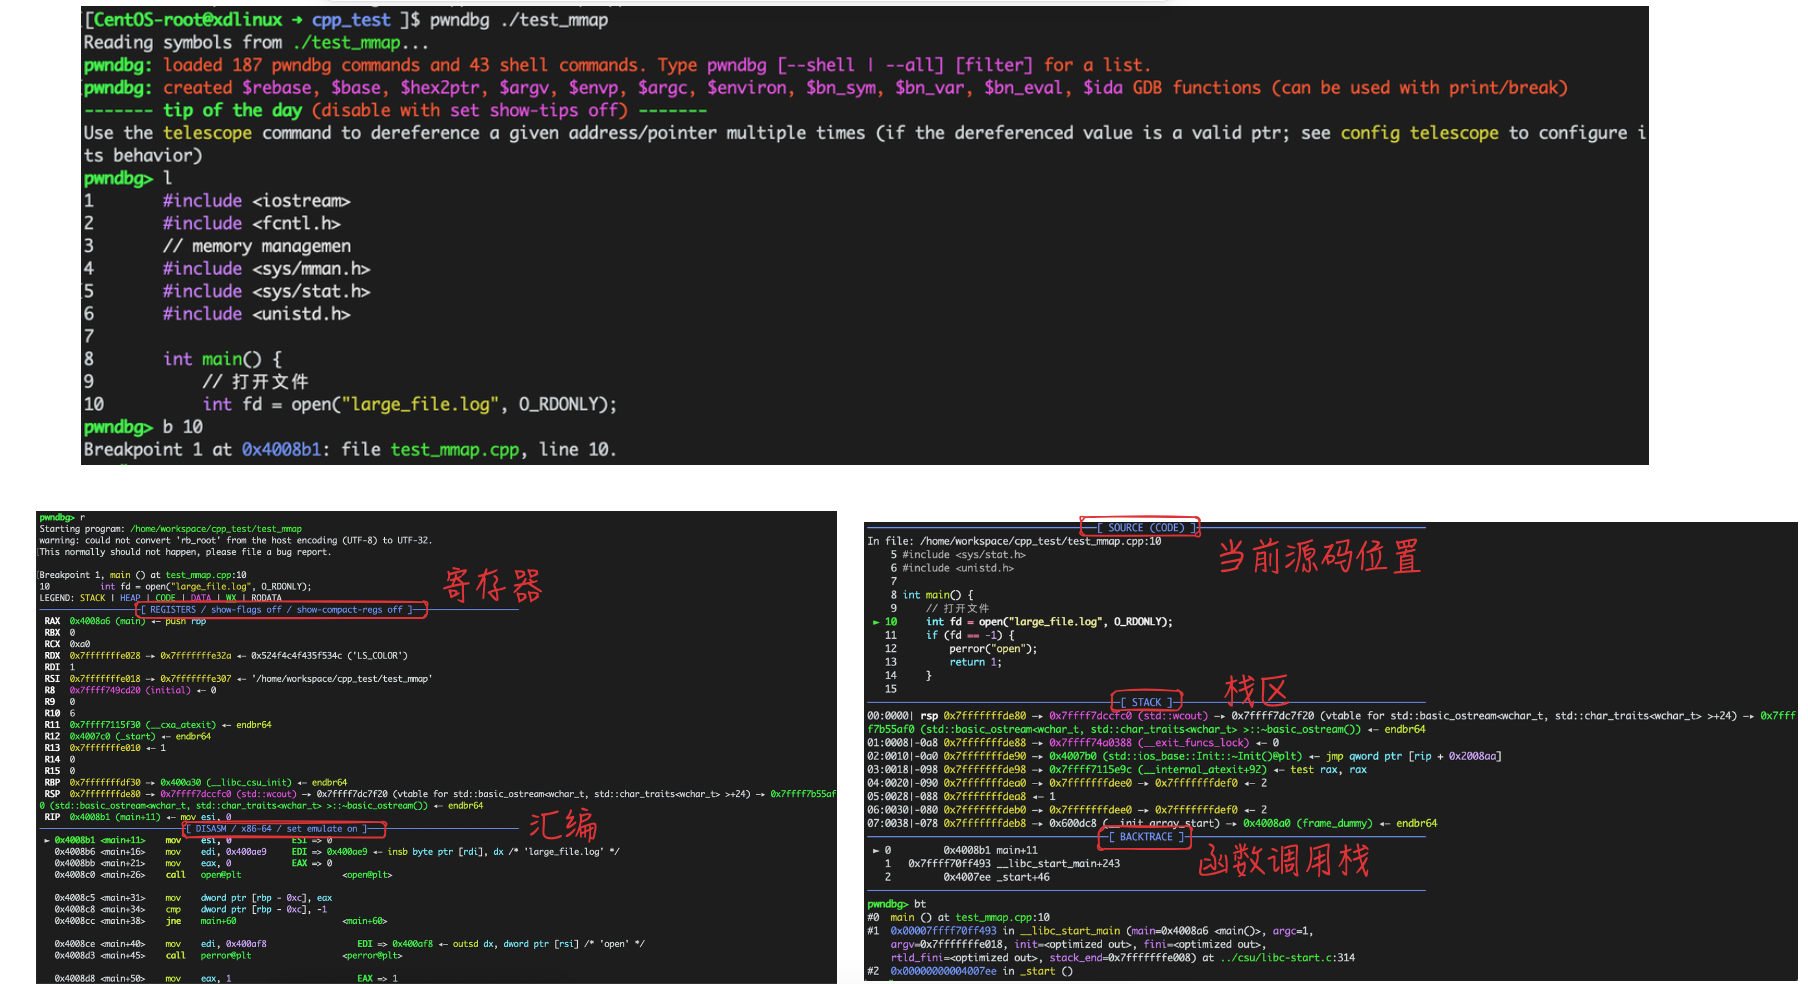 [CentOS-root@xdlinux → cpp_test ]$ pwndbg ./test_mmap
Reading symbols from ./test_mmap...
pwndbg: loaded 187 pwndbg commands and 43 shell commands. Type pwndbg [--shell | --all] [filter] for a list.
pwndbg: created $rebase, $base, $hex2ptr, $argv, $envp, $argc, $environ, $bn_sym, $bn_var, $bn_eval, $ida GDB functions (can be used with print/break)
------- tip of the day (disable with set show-tips off) -------
Use the telescope command to dereference a given address/pointer multiple times (if the dereferenced value is a valid ptr; see config telescope to configure i
ts behavior)
pwndbg> l
1 #include <iostream>
2 #include <fcntl.h>
3 // memory managemen
4 #include <sys/mman.h>
5 #include <sys/stat.h>
6 #include <unistd.h>
7
8 int main() {
9 // 打开文件
10 int fd = open("large_file.log", O_RDONLY);
pwndbg> b 10
Breakpoint 1 at 0x4008b1: file test_mmap.cpp, line 10.
pwndbg> r
Starting program: /home/workspace/cpp_test/test_mmap
warning: could not convert 'rb_root' from the host encoding (UTF-8) to UTF-32.
This normally should not happen, please file a bug report.
Breakpoint 1, main () at test_mmap.cpp:10
10 int fd = open("large_file.log", O_RDONLY);
LEGEND: STACK | HEAP | CODE | DATA | WX | RODATA
寄存器
[ REGISTERS / show-flags off / show-compact-regs off ]
RAX 0x4008a6 (main) ◂— push rbp
RBX 0
RCX 0xa0
RDX 0x7fffffffe028 —▸ 0x7fffffffe32a ◂— 0x524f4c4f435f534c ('LS_COLOR')
RDI 1
RSI 0x7fffffffe018 —▸ 0x7fffffffe307 ◂— '/home/workspace/cpp_test/test_mmap'
R8 0x7ffff749cd20 (initial) ◂— 0
R9 0
R10 6
R11 0x7ffff7115f30 (__cxa_atexit) ◂— endbr64
R12 0x4007c0 (_start) ◂— endbr64
R13 0x7fffffffe010 ◂— 1
R14 0
R15 0
RBP 0x7fffffffdf30 —▸ 0x400a30 (__libc_csu_init) ◂— endbr64
RSP 0x7fffffffde80 —▸ 0x7ffff7dccfc0 (std::wcout) —▸ 0x7ffff7dc7f20 (vtable for std::basic_ostream<wchar_t, std::char_traits<wchar_t> >+24) —▸ 0x7ffff7b55af
0 (std::basic_ostream<wchar_t, std::char_traits<wchar_t> >::~basic_ostream()) ◂— endbr64
RIP 0x4008b1 (main+11) ◂— mov esi, 0
汇编
[ DISASM / x86-64 / set emulate on ]
► 0x4008b1 <main+11> mov esi, 0 ESI => 0
0x4008b6 <main+16> mov edi, 0x400ae9 EDI => 0x400ae9 ◂— insb byte ptr [rdi], dx /* 'large_file.log' */
0x4008bb <main+21> mov eax, 0 EAX => 0
0x4008c0 <main+26> call open@plt <open@plt>
0x4008c5 <main+31> mov dword ptr [rbp - 0xc], eax
0x4008c8 <main+34> cmp dword ptr [rbp - 0xc], -1
0x4008cc <main+38> jne main+60 <main+60>
0x4008ce <main+40> mov edi, 0x400af8 EDI => 0x400af8 ◂— outsd dx, dword ptr [rsi] /* 'open' */
0x4008d3 <main+45> call perror@plt <perror@plt>
0x4008d8 <main+50> mov eax, 1 EAX => 1
[ SOURCE (CODE) ]
当前源码位置
In file: /home/workspace/cpp_test/test_mmap.cpp:10
5 #include <sys/stat.h>
6 #include <unistd.h>
7
8 int main() {
9 // 打开文件
► 10 int fd = open("large_file.log", O_RDONLY);
11 if (fd == -1) {
12 perror("open");
13 return 1;
14 }
15
栈区
[ STACK ]
00:0000│ rsp 0x7fffffffde80 —▸ 0x7ffff7dccfc0 (std::wcout) —▸ 0x7ffff7dc7f20 (vtable for std::basic_ostream<wchar_t, std::char_traits<wchar_t> >+24) —▸ 0x7fff
f7b55af0 (std::basic_ostream<wchar_t, std::char_traits<wchar_t> >::~basic_ostream()) ◂— endbr64
01:0008│-0a8 0x7fffffffde88 —▸ 0x7ffff74a0388 (__exit_funcs_lock) ◂— 0
02:0010│-0a0 0x7fffffffde90 —▸ 0x4007b0 (std::ios_base::Init::~Init()@plt) ◂— jmp qword ptr [rip + 0x2008aa]
03:0018│-098 0x7fffffffde98 —▸ 0x7ffff7115e9c (__internal_atexit+92) ◂— test rax, rax
04:0020│-090 0x7fffffffdea0 —▸ 0x7fffffffdee0 —▸ 0x7fffffffdef0 ◂— 2
05:0028│-088 0x7fffffffdea8 ◂— 1
06:0030│-080 0x7fffffffdeb0 —▸ 0x7fffffffdee0 —▸ 0x7fffffffdef0 ◂— 2
07:0038│-078 0x7fffffffdeb8 —▸ 0x600dc8 (__init_array_start) —▸ 0x4008a0 (frame_dummy) ◂— endbr64
[ BACKTRACE ]
函数调用栈
► 0 0x4008b1 main+11
1 0x7ffff70ff493 __libc_start_main+243
2 0x4007ee _start+46
pwndbg> bt
#0 main () at test_mmap.cpp:10
#1 0x00007ffff70ff493 in __libc_start_main (main=0x4008a6 <main()>, argc=1,
argv=0x7fffffffe018, init=<optimized out>, fini=<optimized out>,
rtld_fini=<optimized out>, stack_end=0x7fffffffe008) at ../csu/libc-start.c:314
#2 0x00000000004007ee in _start ()